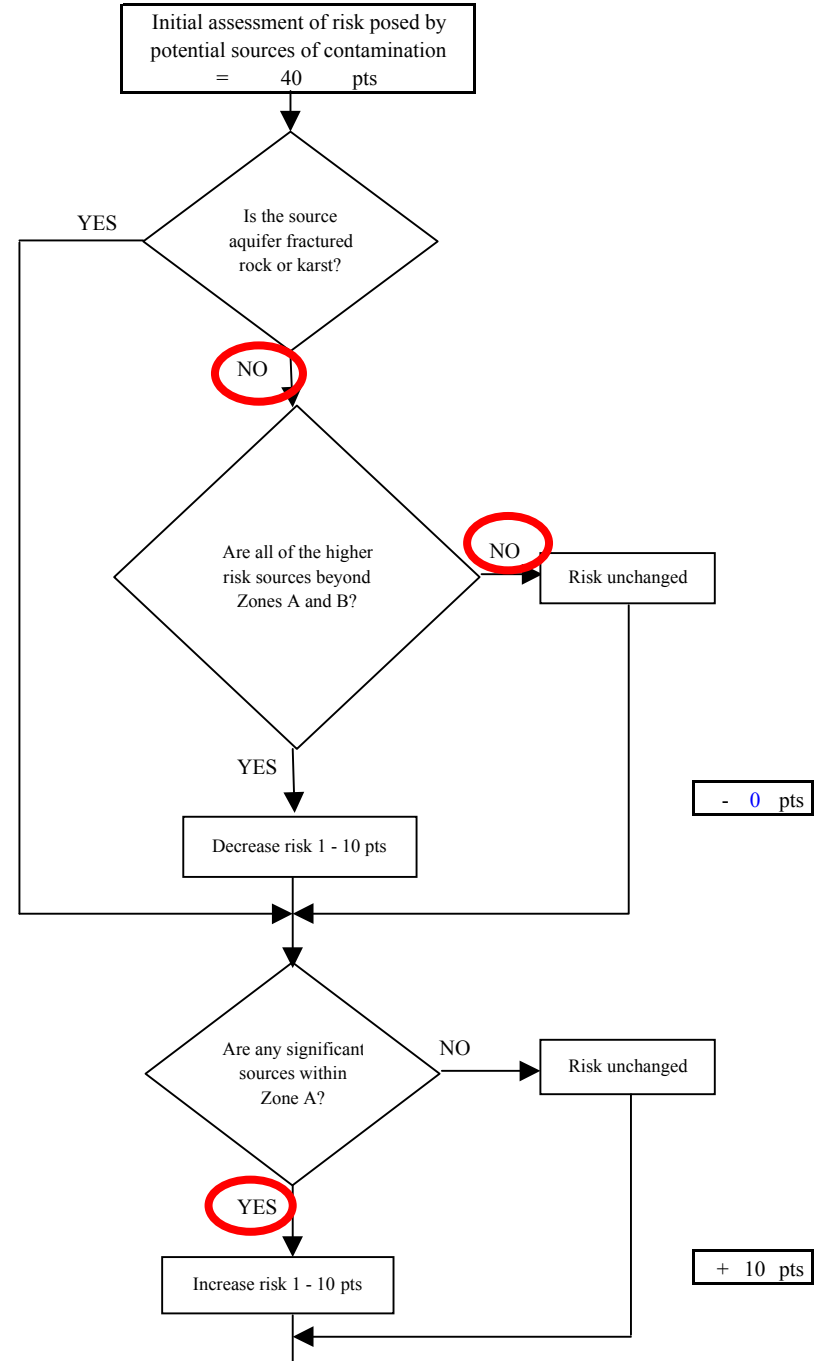 Initial assessment of risk posed by
potential sources of contamination
= 40 pts
YES
Is the source
aquifer fractured
rock or karst?
NO
Are all of the higher
risk sources beyond
Zones A and B?
NO
Risk unchanged
YES
- 0 pts
Decrease risk 1 - 10 pts
Are any significant
sources within
Zone A?
NO
Risk unchanged
YES
Increase risk 1 - 10 pts
+ 10 pts